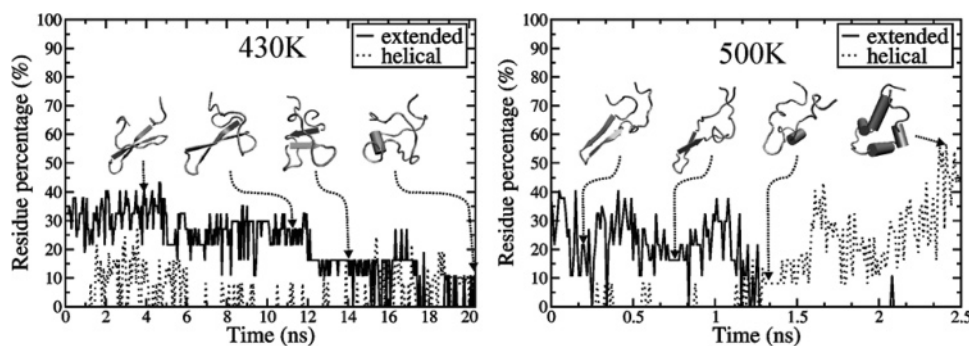 430K
extended
helical
Residue percentage (%)
100
90
80
70
60
50
40
30
20
10
0
0 2 4 6 8 10 12 14 16 18 20
Time (ns)
500K
extended
helical
Residue percentage (%)
100
90
80
70
60
50
40
30
20
10
0
0 0.5 1 1.5 2 2.5
Time (ns)